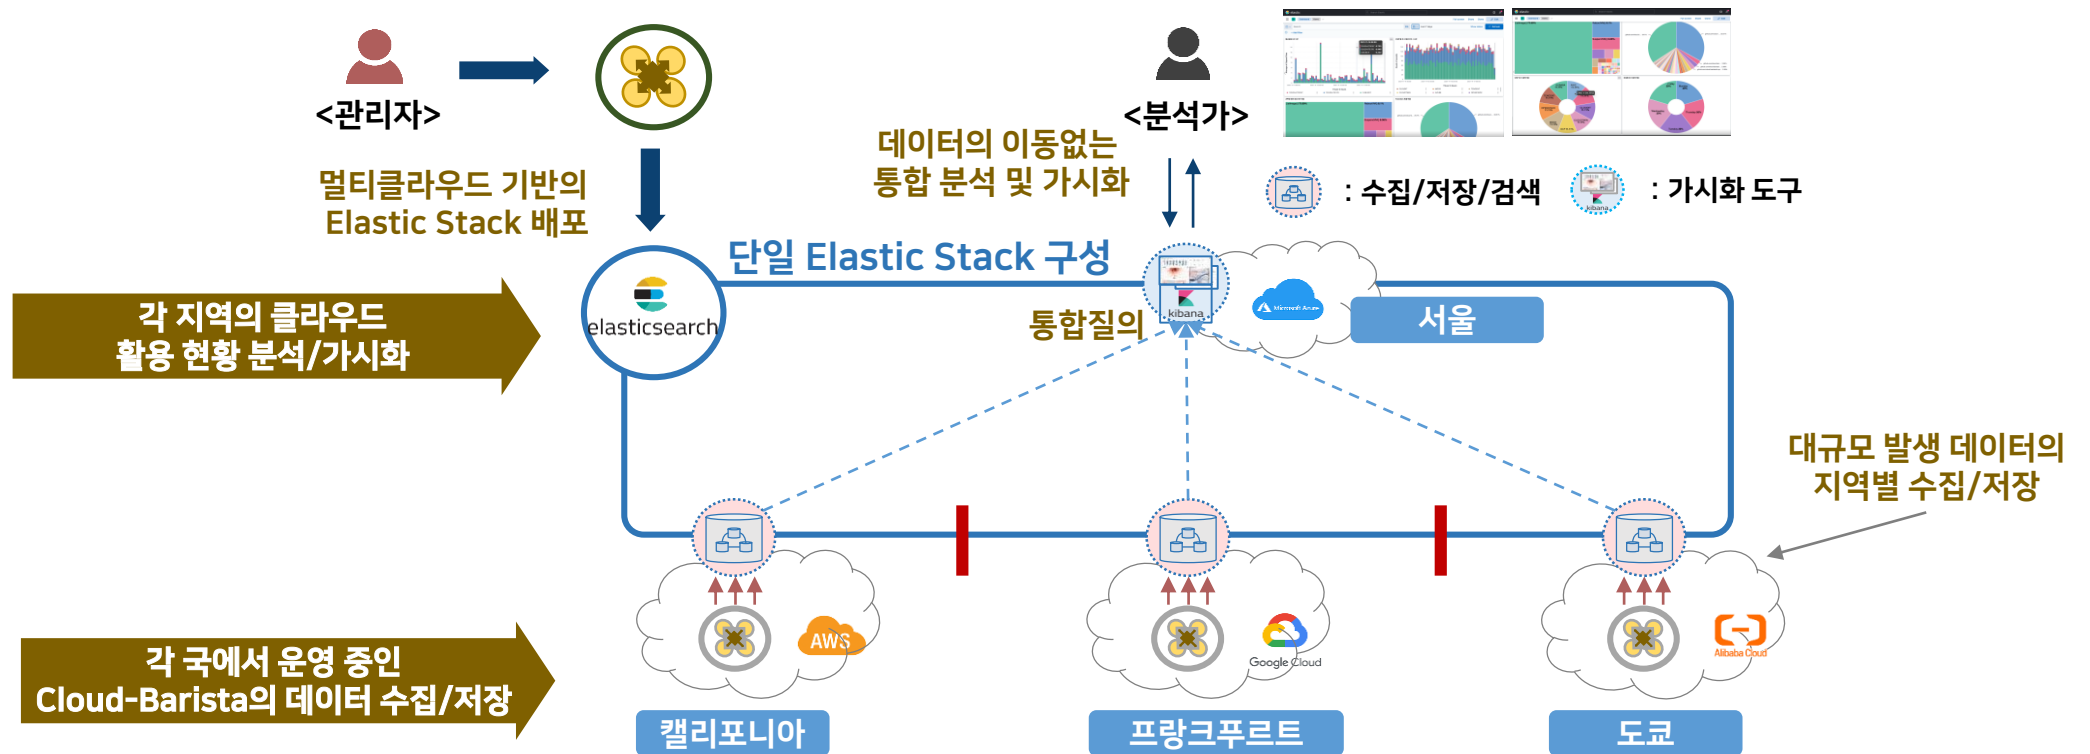 <관리자>
<분석가>
데이터의 이동없는
통합 분석 및 가시화
멀티클라우드 기반의
Elastic Stack 배포
: 수집/저장/검색
kibana
: 가시화 도구
단일 Elastic Stack 구성
elasticsearch
kibana
Microsoft Azure
서울
통합질의
각 지역의 클라우드
활용 현황 분석/가시화
대규모 발생 데이터의
지역별 수집/저장
AWS
Google Cloud
Alibaba Cloud
각 국에서 운영 중인
Cloud-Barista의 데이터 수집/저장
캘리포니아
프랑크푸르트
도쿄